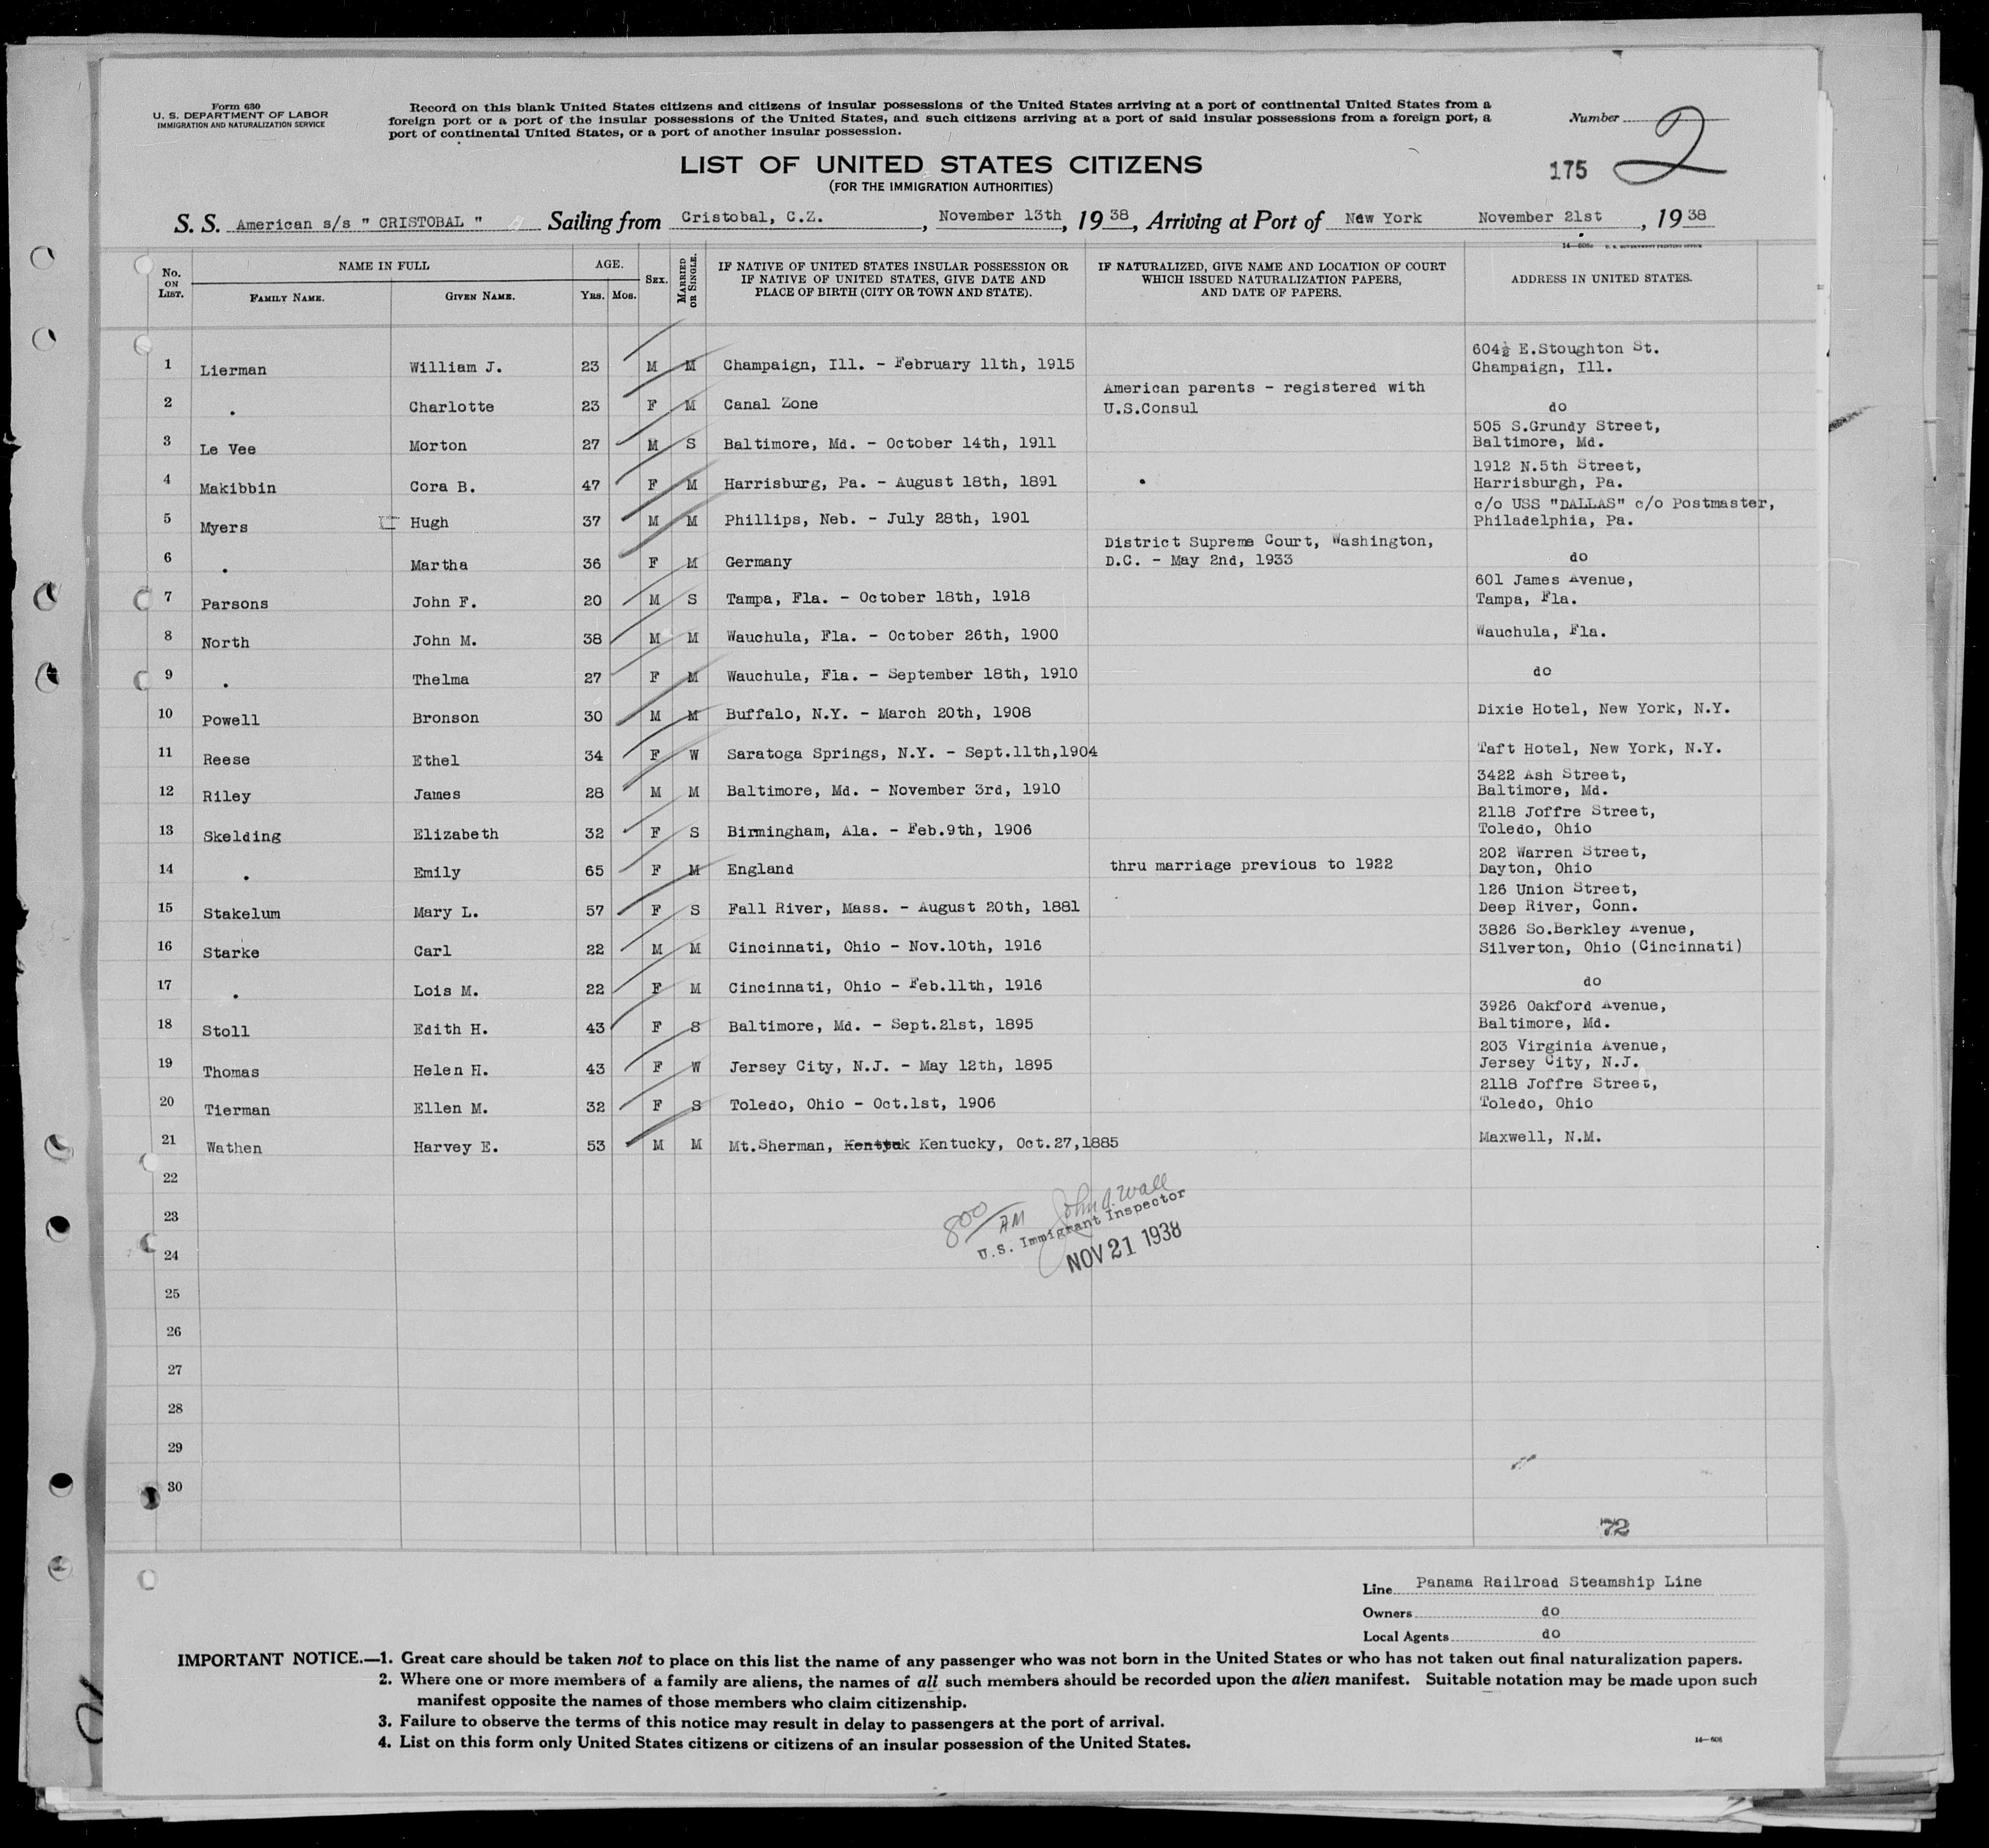 Form 630
U. S. DEPARTMENT OF LABOR
IMMIGRATION AND NATURALIZATION SERVICE
Record on this blank United States citizens and citizens of insular possessions of the United States arriving at a port of continental United States from a
foreign port or a port of the insular possessions of the United States, and such citizens arriving at a port of said insular possessions from a foreign port, a
port of continental United States, or a port of another insular possession.
Number 2
175
LIST OF UNITED STATES CITIZENS
(FOR THE IMMIGRATION AUTHORITIES)
S. S. American s/s " CRISTOBAL " Sailing from Cristobal, C.Z. , November 13th , 19 38 , Arriving at Port of New York November 21st , 19 38
No. ON LIST. NAME IN FULL AGE. SEX. MARRIED OR SINGLE.
FAMILY NAME. GIVEN NAME. YRS. MOS.
IF NATIVE OF UNITED STATES INSULAR POSSESSION OR
IF NATIVE OF UNITED STATES, GIVE DATE AND
PLACE OF BIRTH (CITY OR TOWN AND STATE).
IF NATURALIZED, GIVE NAME AND LOCATION OF COURT
WHICH ISSUED NATURALIZATION PAPERS,
AND DATE OF PAPERS.
ADDRESS IN UNITED STATES.
604½ E.Stoughton St.
1 Lierman William J. 23 M M Champaign, Ill. - February 11th, 1915 Champaign, Ill.
American parents - registered with
2 " Charlotte 23 F M Canal Zone U.S.Consul do
505 S.Grundy Street,
3 Le Vee Morton 27 M S Baltimore, Md. - October 14th, 1911 Baltimore, Md.
1912 N.5th Street,
4 Makibbin Cora B. 47 F M Harrisburg, Pa. - August 18th, 1891 Harrisburgh, Pa.
c/o USS "DALLAS" c/o Postmaster,
5 Myers Hugh 37 M M Phillips, Neb. - July 28th, 1901 Philadelphia, Pa.
District Supreme Court, Washington,
6 " Martha 36 F M Germany D.C. - May 2nd, 1933 do
601 James Avenue,
7 Parsons John F. 20 M S Tampa, Fla. - October 18th, 1918 Tampa, Fla.
8 North John M. 38 M M Wauchula, Fla. - October 26th, 1900 Wauchula, Fla.
9 " Thelma 27 F M Wauchula, Fla. - September 18th, 1910 do
10 Powell Bronson 30 M M Buffalo, N.Y. - March 20th, 1908 Dixie Hotel, New York, N.Y.
11 Reese Ethel 34 F W Saratoga Springs, N.Y. - Sept.11th,1904 Taft Hotel, New York, N.Y.
3422 Ash Street,
12 Riley James 28 M M Baltimore, Md. - November 3rd, 1910 Baltimore, Md.
2118 Joffre Street,
13 Skelding Elizabeth 32 F S Birmingham, Ala. - Feb.9th, 1906 Toledo, Ohio
202 Warren Street,
14 " Emily 65 F M England thru marriage previous to 1922 Dayton, Ohio
126 Union Street,
15 Stakelum Mary L. 57 F S Fall River, Mass. - August 20th, 1881 Deep River, Conn.
3826 So.Berkley Avenue,
16 Starke Carl 22 M M Cincinnati, Ohio - Nov.10th, 1916 Silverton, Ohio (Cincinnati)
17 " Lois M. 22 F M Cincinnati, Ohio - Feb.11th, 1916 do
3926 Oakford Avenue,
18 Stoll Edith H. 43 F S Baltimore, Md. - Sept.21st, 1895 Baltimore, Md.
203 Virginia Avenue,
19 Thomas Helen H. 43 F W Jersey City, N.J. - May 12th, 1895 Jersey City, N.J.
2118 Joffre Street,
20 Tierman Ellen M. 32 F S Toledo, Ohio - Oct.1st, 1906 Toledo, Ohio
21 Wathen Harvey E. 53 M M Mt.Sherman, Kentucky, Oct.27,1885 Maxwell, N.M.
22
23
24
25
26
27
28
29
30
800 AM John A. Wall
U.S. Immigrant Inspector
NOV 21 1938
72
Line Panama Railroad Steamship Line
Owners do
Local Agents do
IMPORTANT NOTICE.—1. Great care should be taken not to place on this list the name of any passenger who was not born in the United States or who has not taken out final naturalization papers.
2. Where one or more members of a family are aliens, the names of all such members should be recorded upon the alien manifest. Suitable notation may be made upon such
manifest opposite the names of those members who claim citizenship.
3. Failure to observe the terms of this notice may result in delay to passengers at the port of arrival.
4. List on this form only United States citizens or citizens of an insular possession of the United States.
14—608